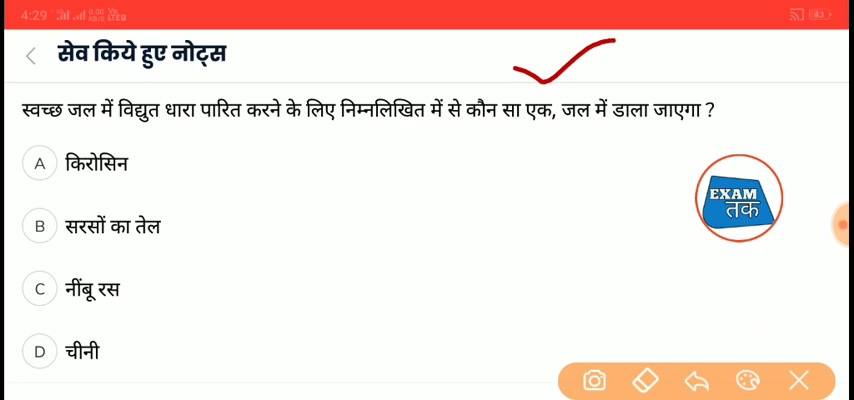 4:29
सेव किये हुए नोट्स
स्वच्छ जल में विद्युत धारा पारित करने के लिए निम्नलिखित में से कौन सा एक, जल में डाला जाएगा ?
A किरोसिन
B सरसों का तेल
C नींबू रस
D चीनी
EXAM
तक